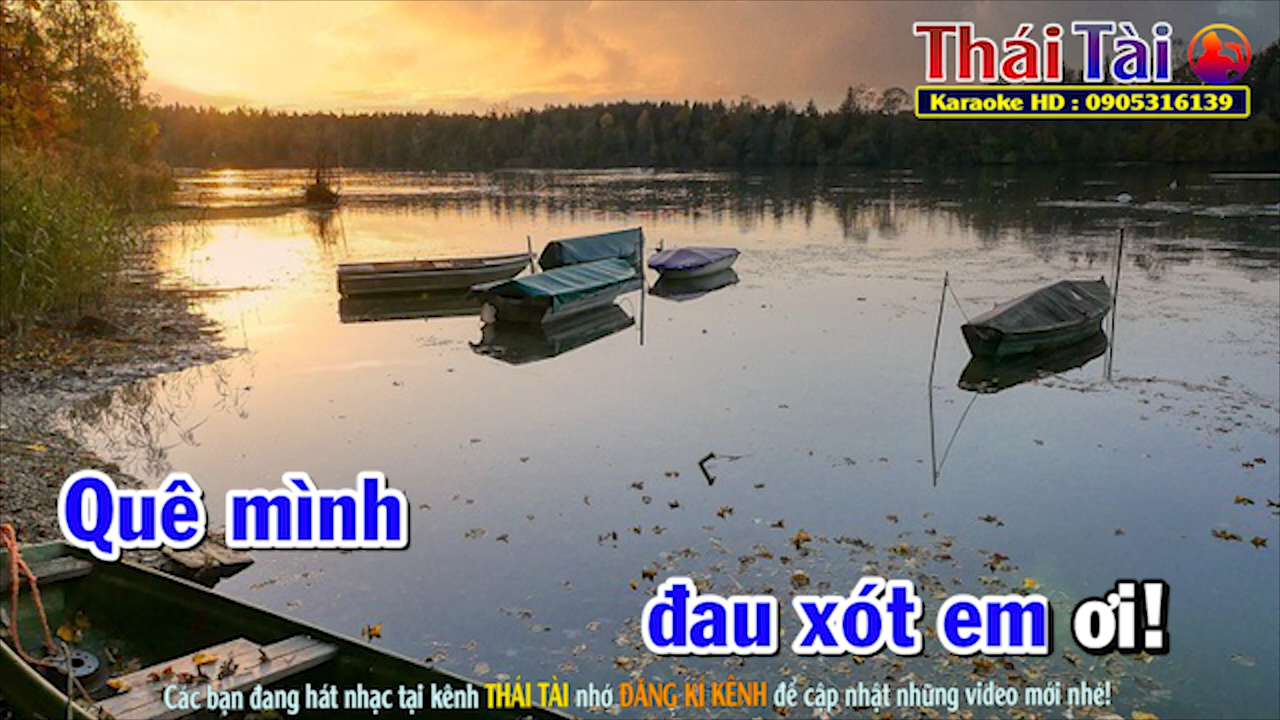 Thái Tài
Karaoke HD : 0905316139
Quê mình
đau xót em ơi!
Các bạn đang hát nhạc tại kênh THÁI TÀI nhớ ĐĂNG KÍ KÊNH để cập nhật những video mới nhé!